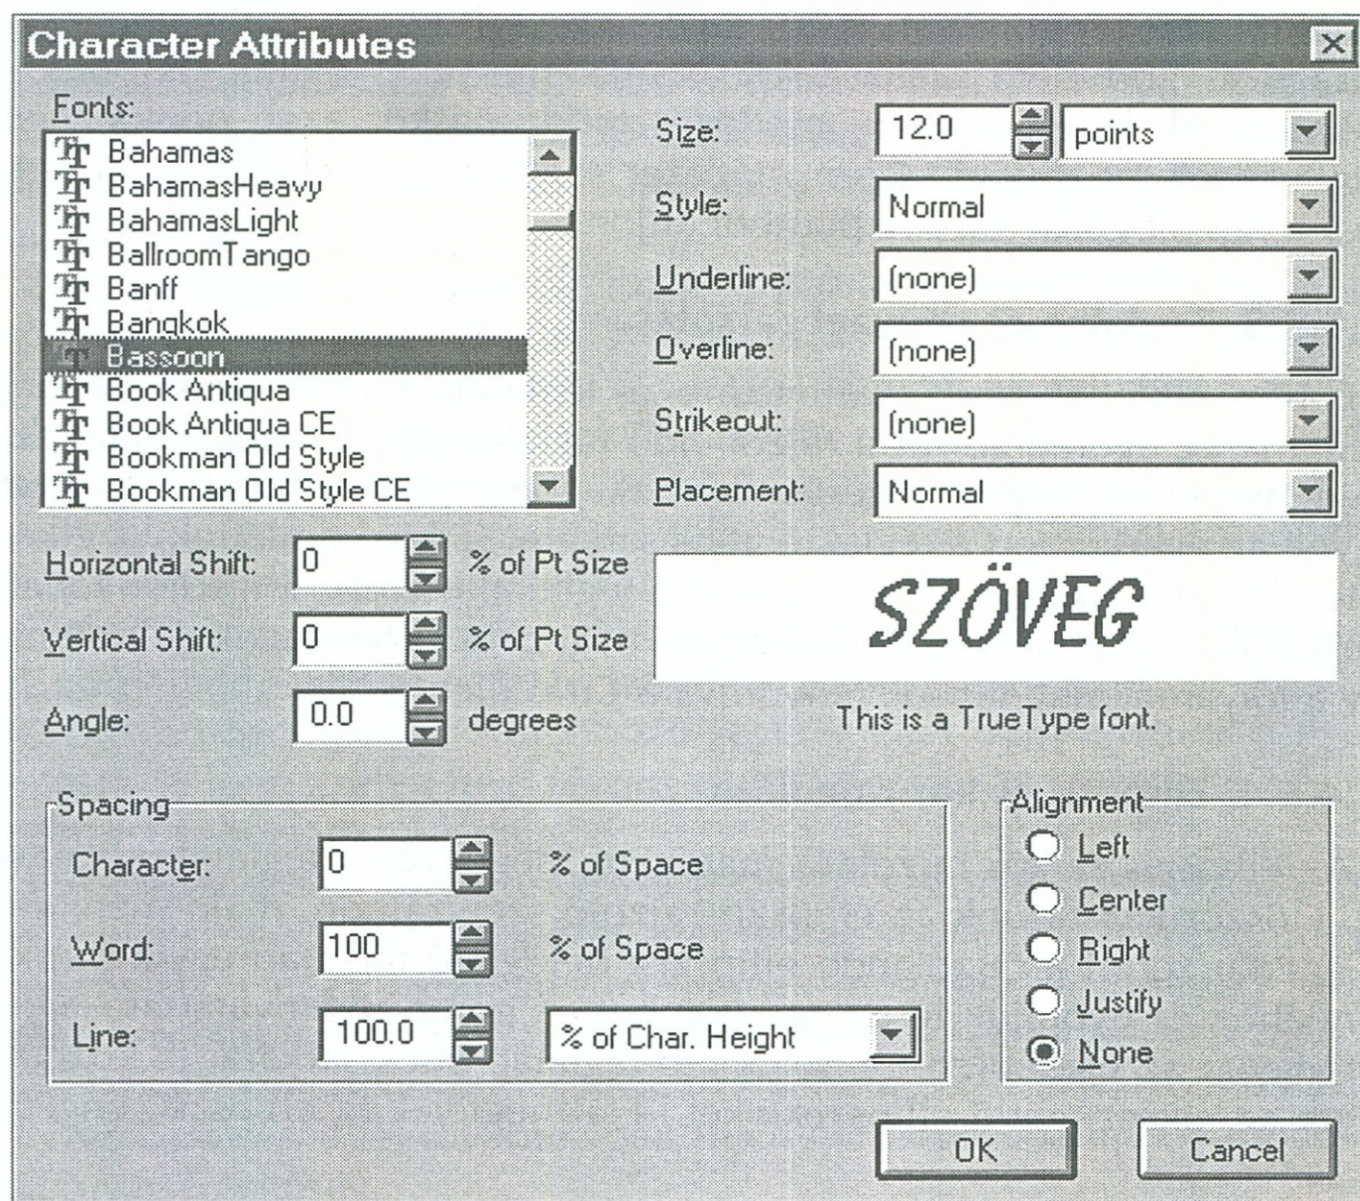 Character Attributes
Fonts:
Bahamas
BahamasHeavy
BahamasLight
BallroomTango
Banff
Bangkok
Bassoon
Book Antiqua
Book Antiqua CE
Bookman Old Style
Bookman Old Style CE
Size: 12.0 points
Style: Normal
Underline: (none)
Overline: (none)
Strikeout: (none)
Placement: Normal
Horizontal Shift: 0 % of Pt Size
Vertical Shift: 0 % of Pt Size
Angle: 0.0 degrees
SZÖVEG
This is a TrueType font.
Spacing
Character: 0 % of Space
Word: 100 % of Space
Line: 100.0 % of Char. Height
Alignment
Left
Center
Right
Justify
None
OK Cancel